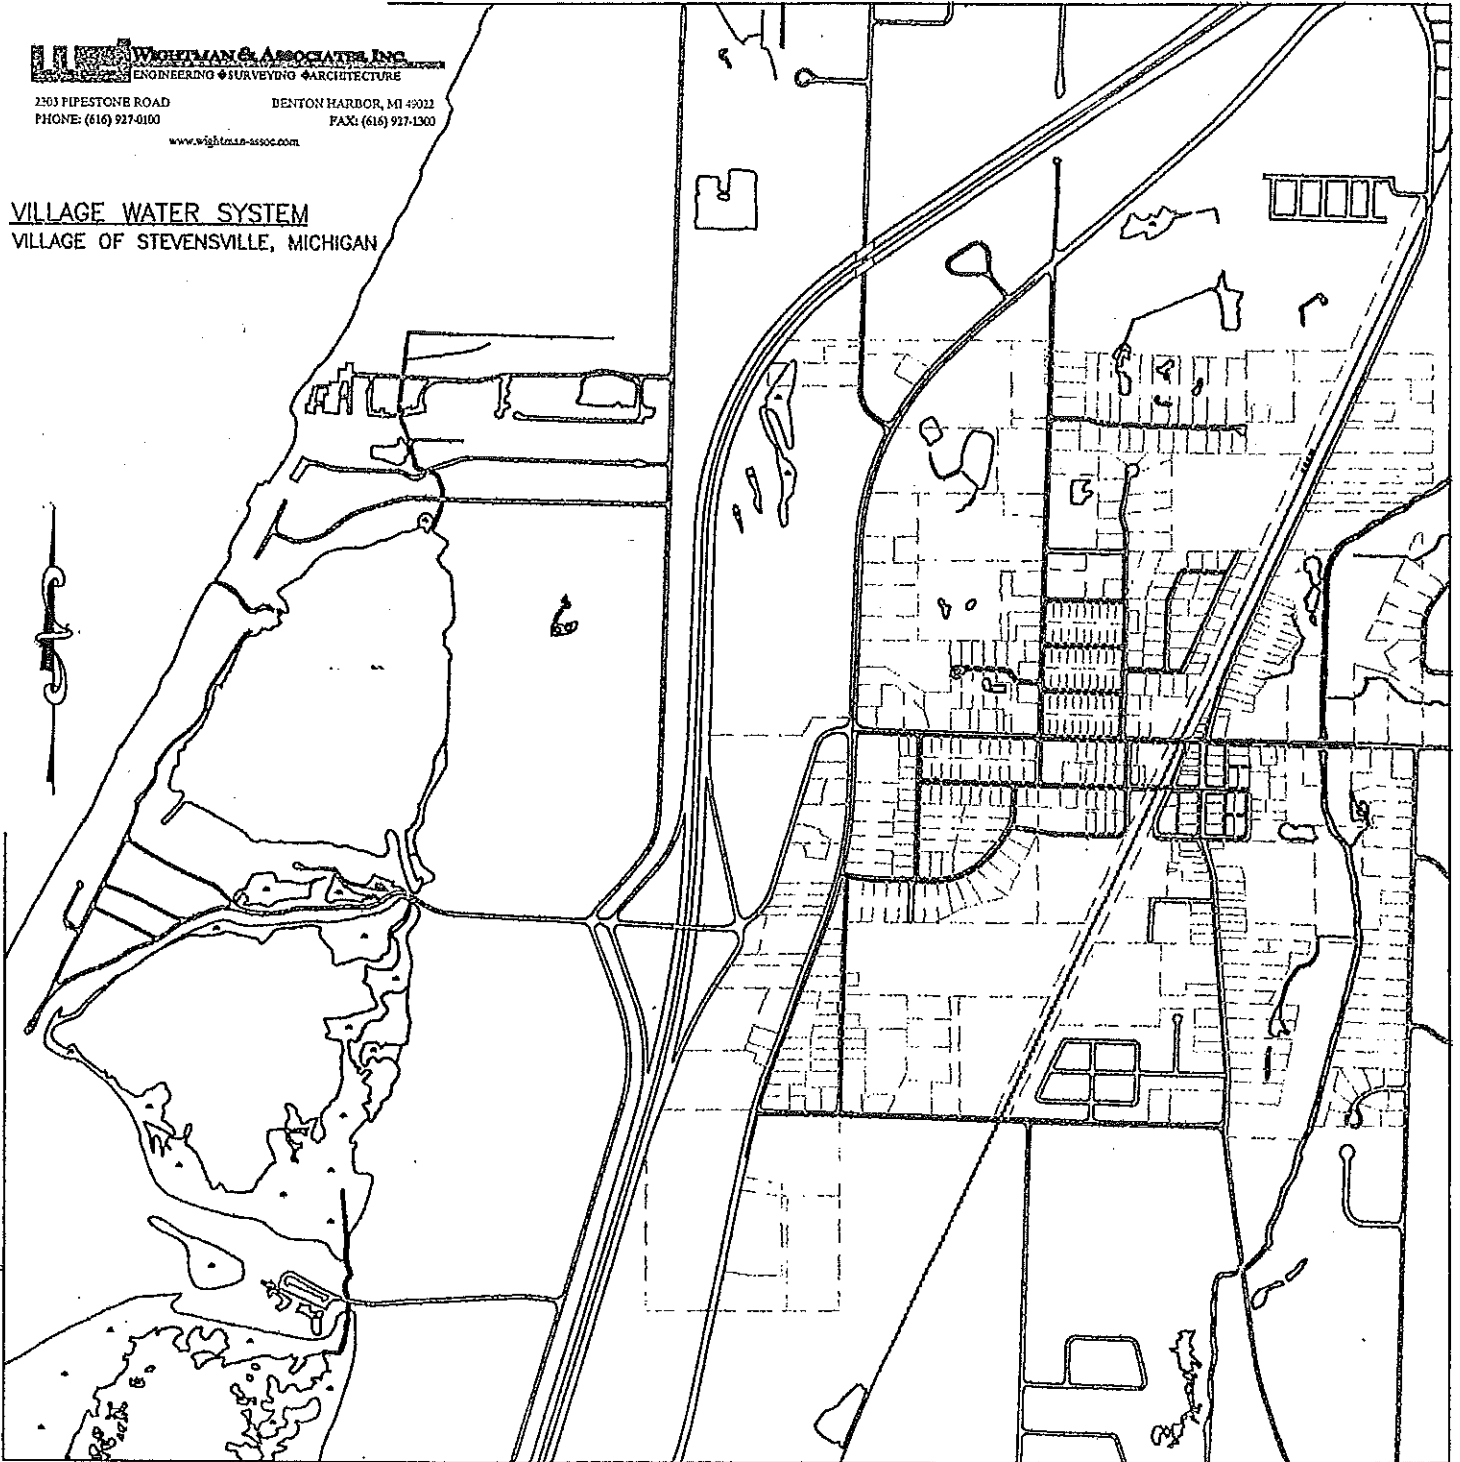 WIGHTMAN & ASSOCIATES, INC.
ENGINEERING ◆ SURVEYING ◆ ARCHITECTURE
2303 PIPESTONE ROAD BENTON HARBOR, MI 49022
PHONE: (616) 927-0100 FAX: (616) 927-1300
www.wightman-assoc.com
VILLAGE WATER SYSTEM
VILLAGE OF STEVENSVILLE, MICHIGAN